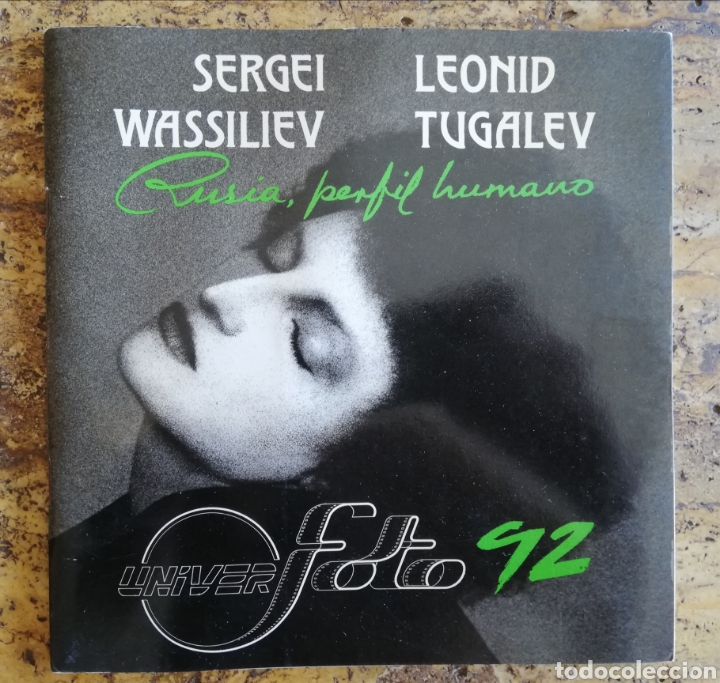 SERGEI LEONID
WASSILIEV TUGALEV
Rusia, perfil humano
UNIVER foto 92
todocoleccion